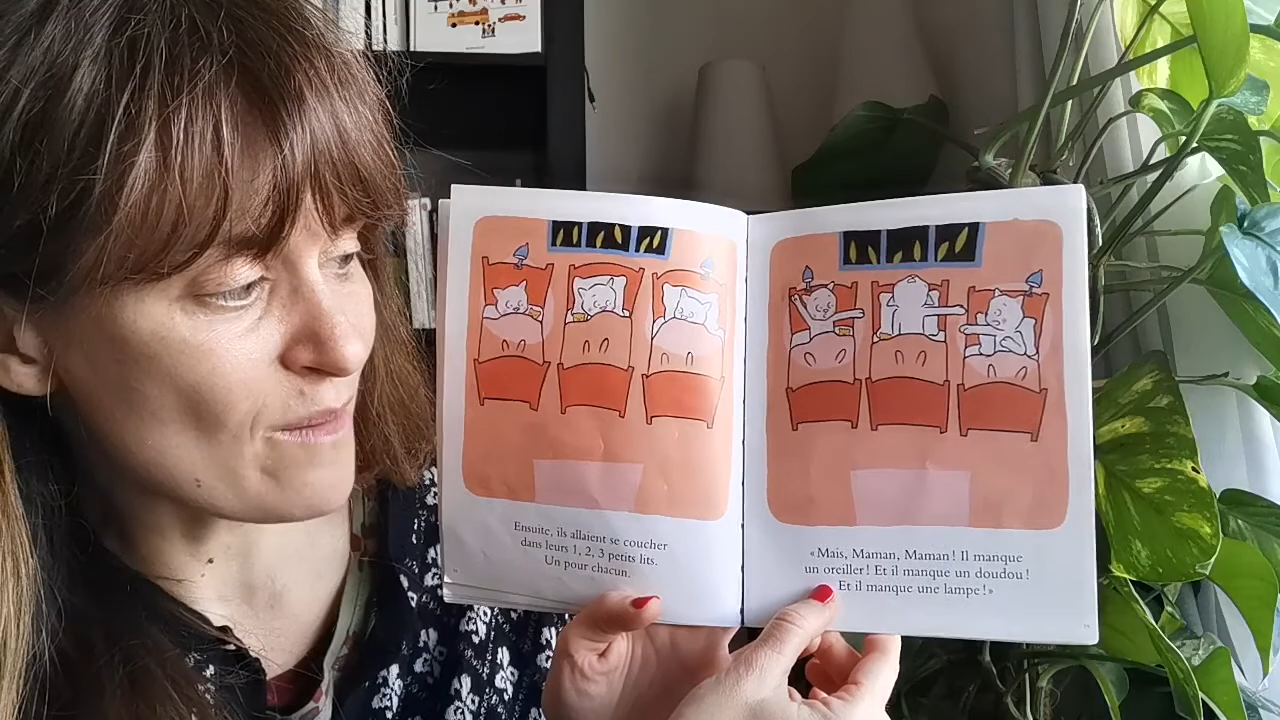 Ensuite, ils allaient se coucher
dans leurs 1, 2, 3 petits lits.
Un pour chacun.
« Mais, Maman, Maman ! Il manque
un oreiller ! Et il manque un doudou !
Et il manque une lampe ! »